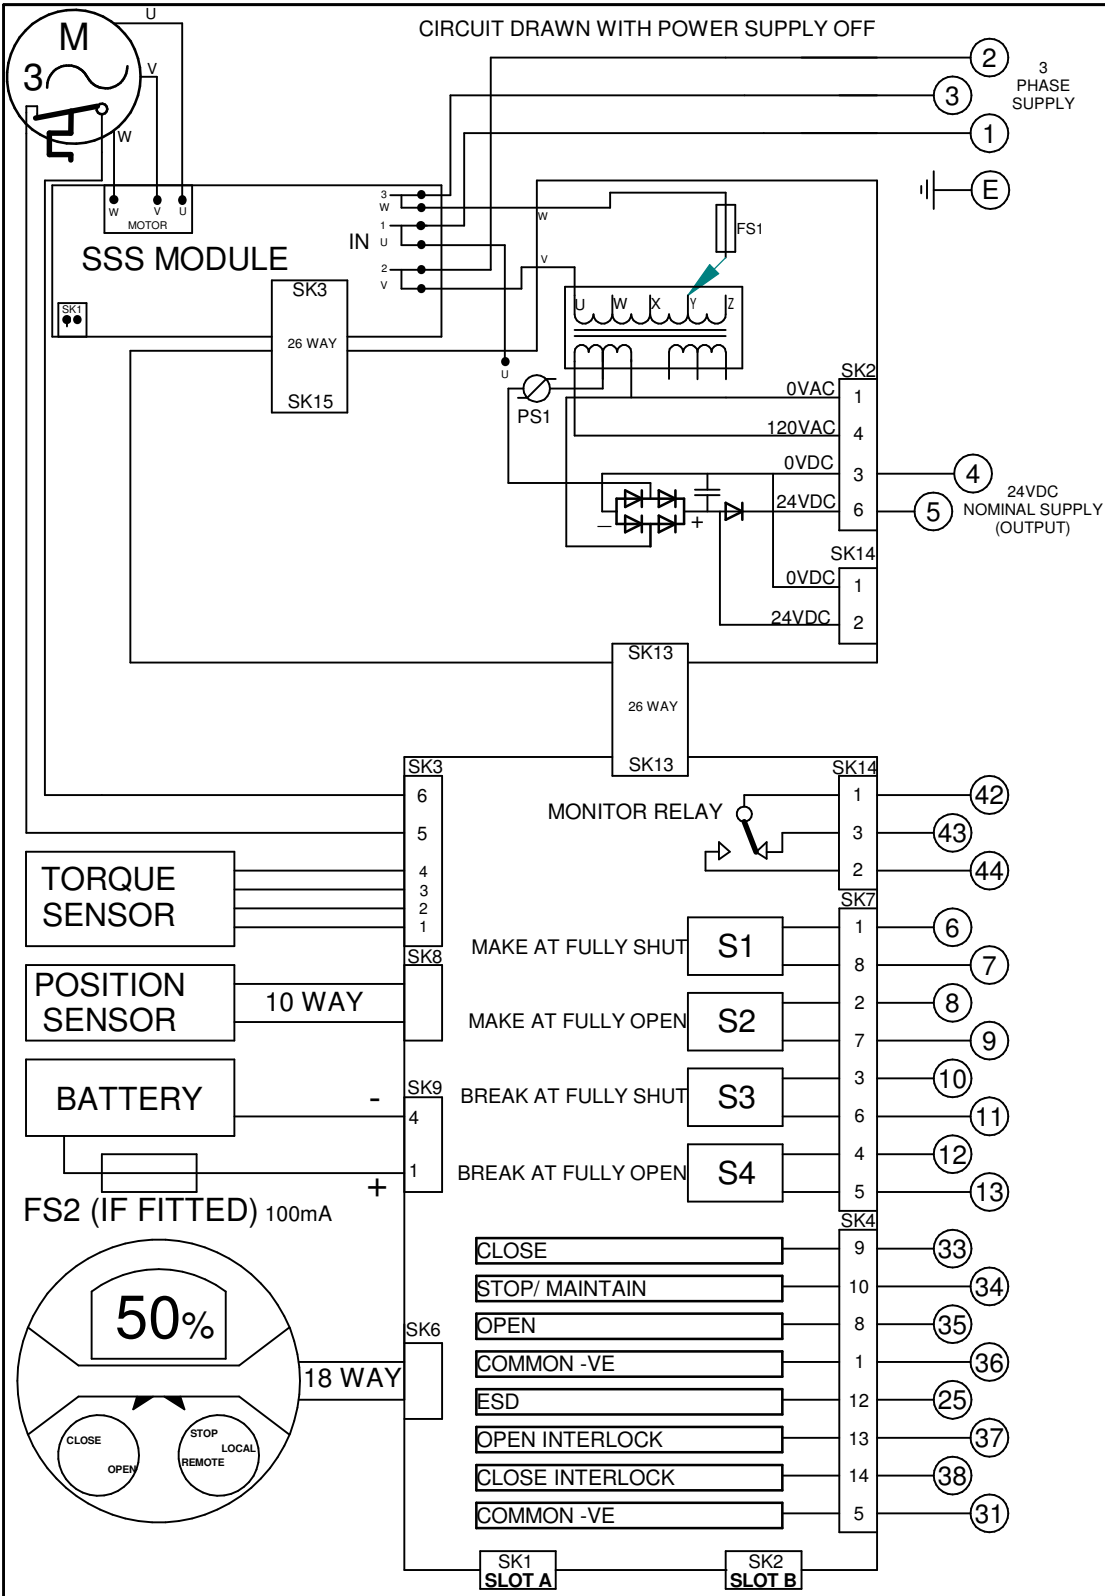 CIRCUIT DRAWN WITH POWER SUPPLY OFF
U
M
3
V
W
2
3
1
3
PHASE
SUPPLY
E
W V U
MOTOR
SSS MODULE
IN
3
W
1
U
2
V
W
V
FS1
SK1
SK3
26 WAY
SK15
U W X Y Z
U
PS1
SK2
0VAC 1
120VAC 4
0VDC 3 4
24VDC 6 5
24VDC
NOMINAL SUPPLY
(OUTPUT)
− +
SK14
0VDC 1
24VDC 2
SK13
26 WAY
SK13
SK3
6
5
4
3
2
1
TORQUE
SENSOR
SK8
POSITION
SENSOR
10 WAY
SK9
BATTERY
- 4
1
+
FS2 (IF FITTED) 100mA
50%
CLOSE
OPEN
STOP
LOCAL
REMOTE
SK6
18 WAY
SK14
MONITOR RELAY
1 42
3 43
2 44
SK7
MAKE AT FULLY SHUT S1
1 6
8 7
MAKE AT FULLY OPEN S2
2 8
7 9
BREAK AT FULLY SHUT S3
3 10
6 11
BREAK AT FULLY OPEN S4
4 12
5 13
SK4
CLOSE 9 33
STOP/ MAINTAIN 10 34
OPEN 8 35
COMMON -VE 1 36
ESD 12 25
OPEN INTERLOCK 13 37
CLOSE INTERLOCK 14 38
COMMON -VE 5 31
SK1
SLOT A
SK2
SLOT B